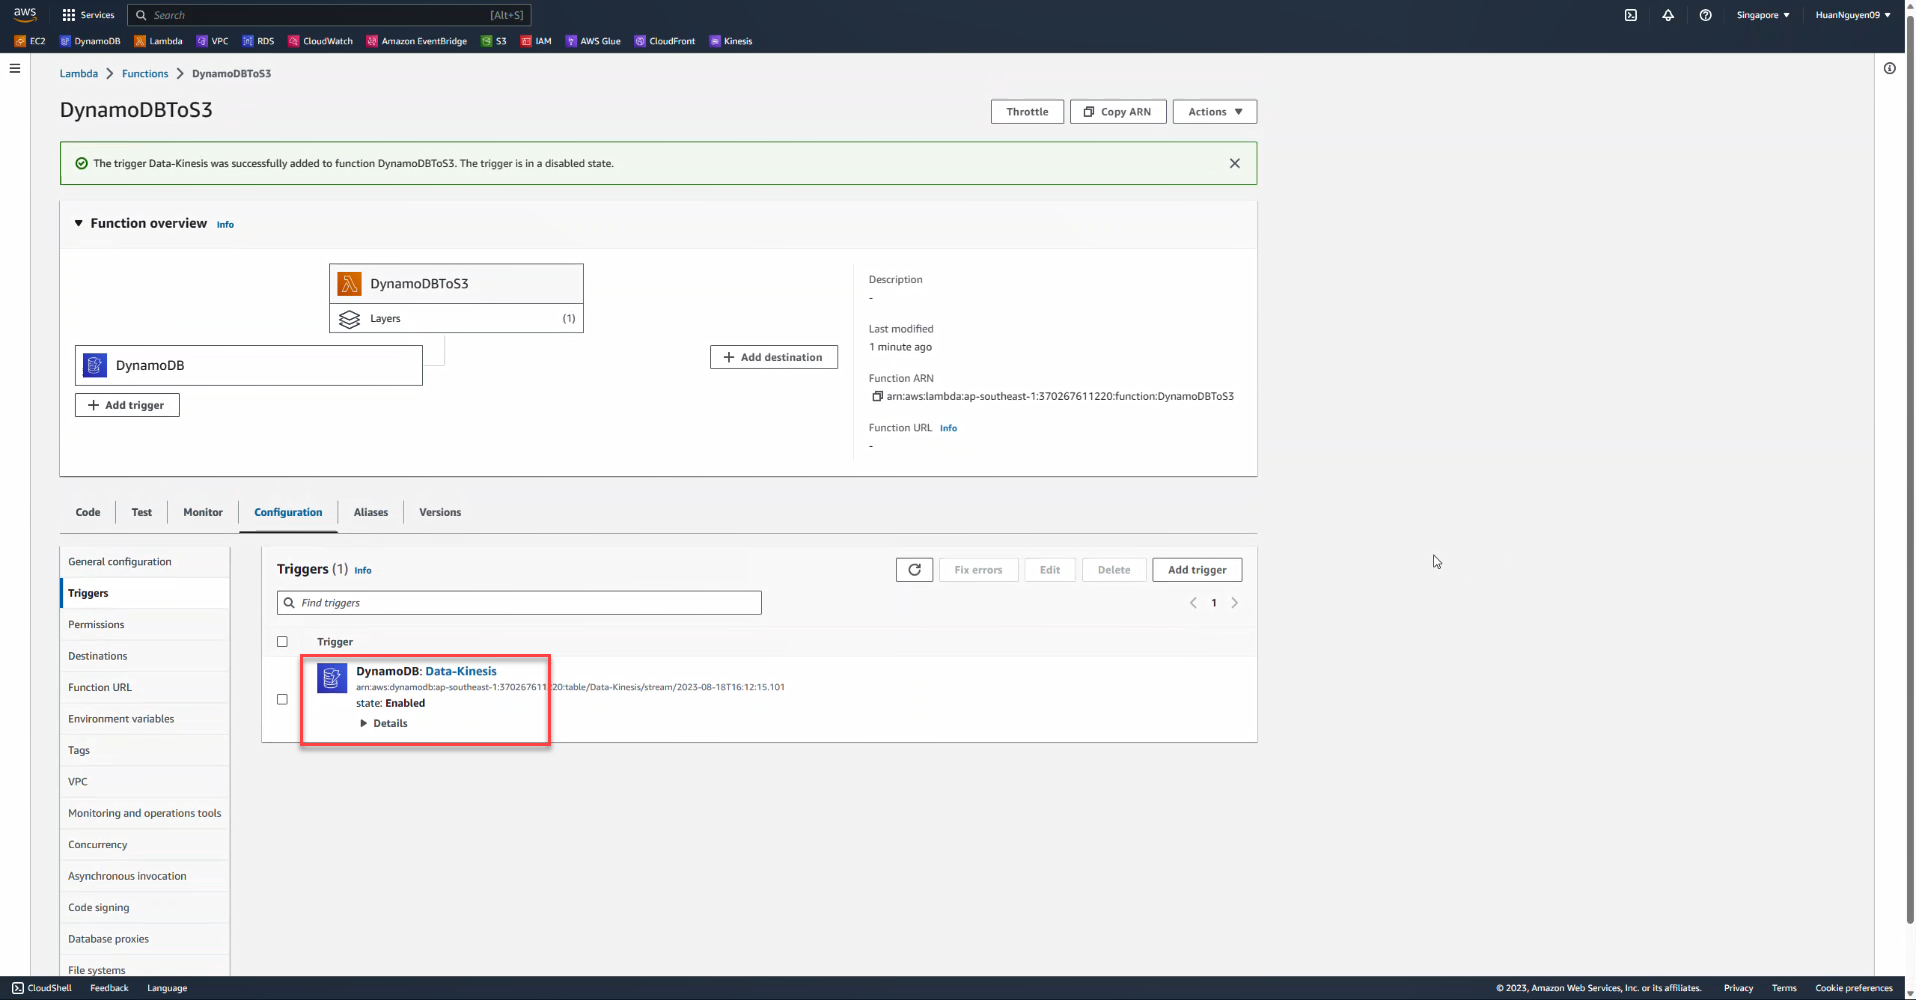 aws
Services
Search
[Alt+S]
Singapore
HuanNguyen09
EC2
DynamoDB
Lambda
VPC
RDS
CloudWatch
Amazon EventBridge
S3
IAM
AWS Glue
CloudFront
Kinesis
Lambda > Functions > DynamoDBToS3
DynamoDBToS3
Throttle
Copy ARN
Actions
The trigger Data-Kinesis was successfully added to function DynamoDBToS3. The trigger is in a disabled state.
Function overview Info
DynamoDBToS3
Layers (1)
DynamoDB
+ Add trigger
+ Add destination
Description
-
Last modified
1 minute ago
Function ARN
arn:aws:lambda:ap-southeast-1:370267611220:function:DynamoDBToS3
Function URL Info
-
Code
Test
Monitor
Configuration
Aliases
Versions
General configuration
Triggers
Permissions
Destinations
Function URL
Environment variables
Tags
VPC
Monitoring and operations tools
Concurrency
Asynchronous invocation
Code signing
Database proxies
File systems
Triggers (1) Info
Fix errors
Edit
Delete
Add trigger
Find triggers
1
Trigger
DynamoDB: Data-Kinesis
arn:aws:dynamodb:ap-southeast-1:370267611220:table/Data-Kinesis/stream/2023-08-18T16:12:15.101
state: Enabled
Details
CloudShell
Feedback
Language
© 2023, Amazon Web Services, Inc. or its affiliates.
Privacy
Terms
Cookie preferences